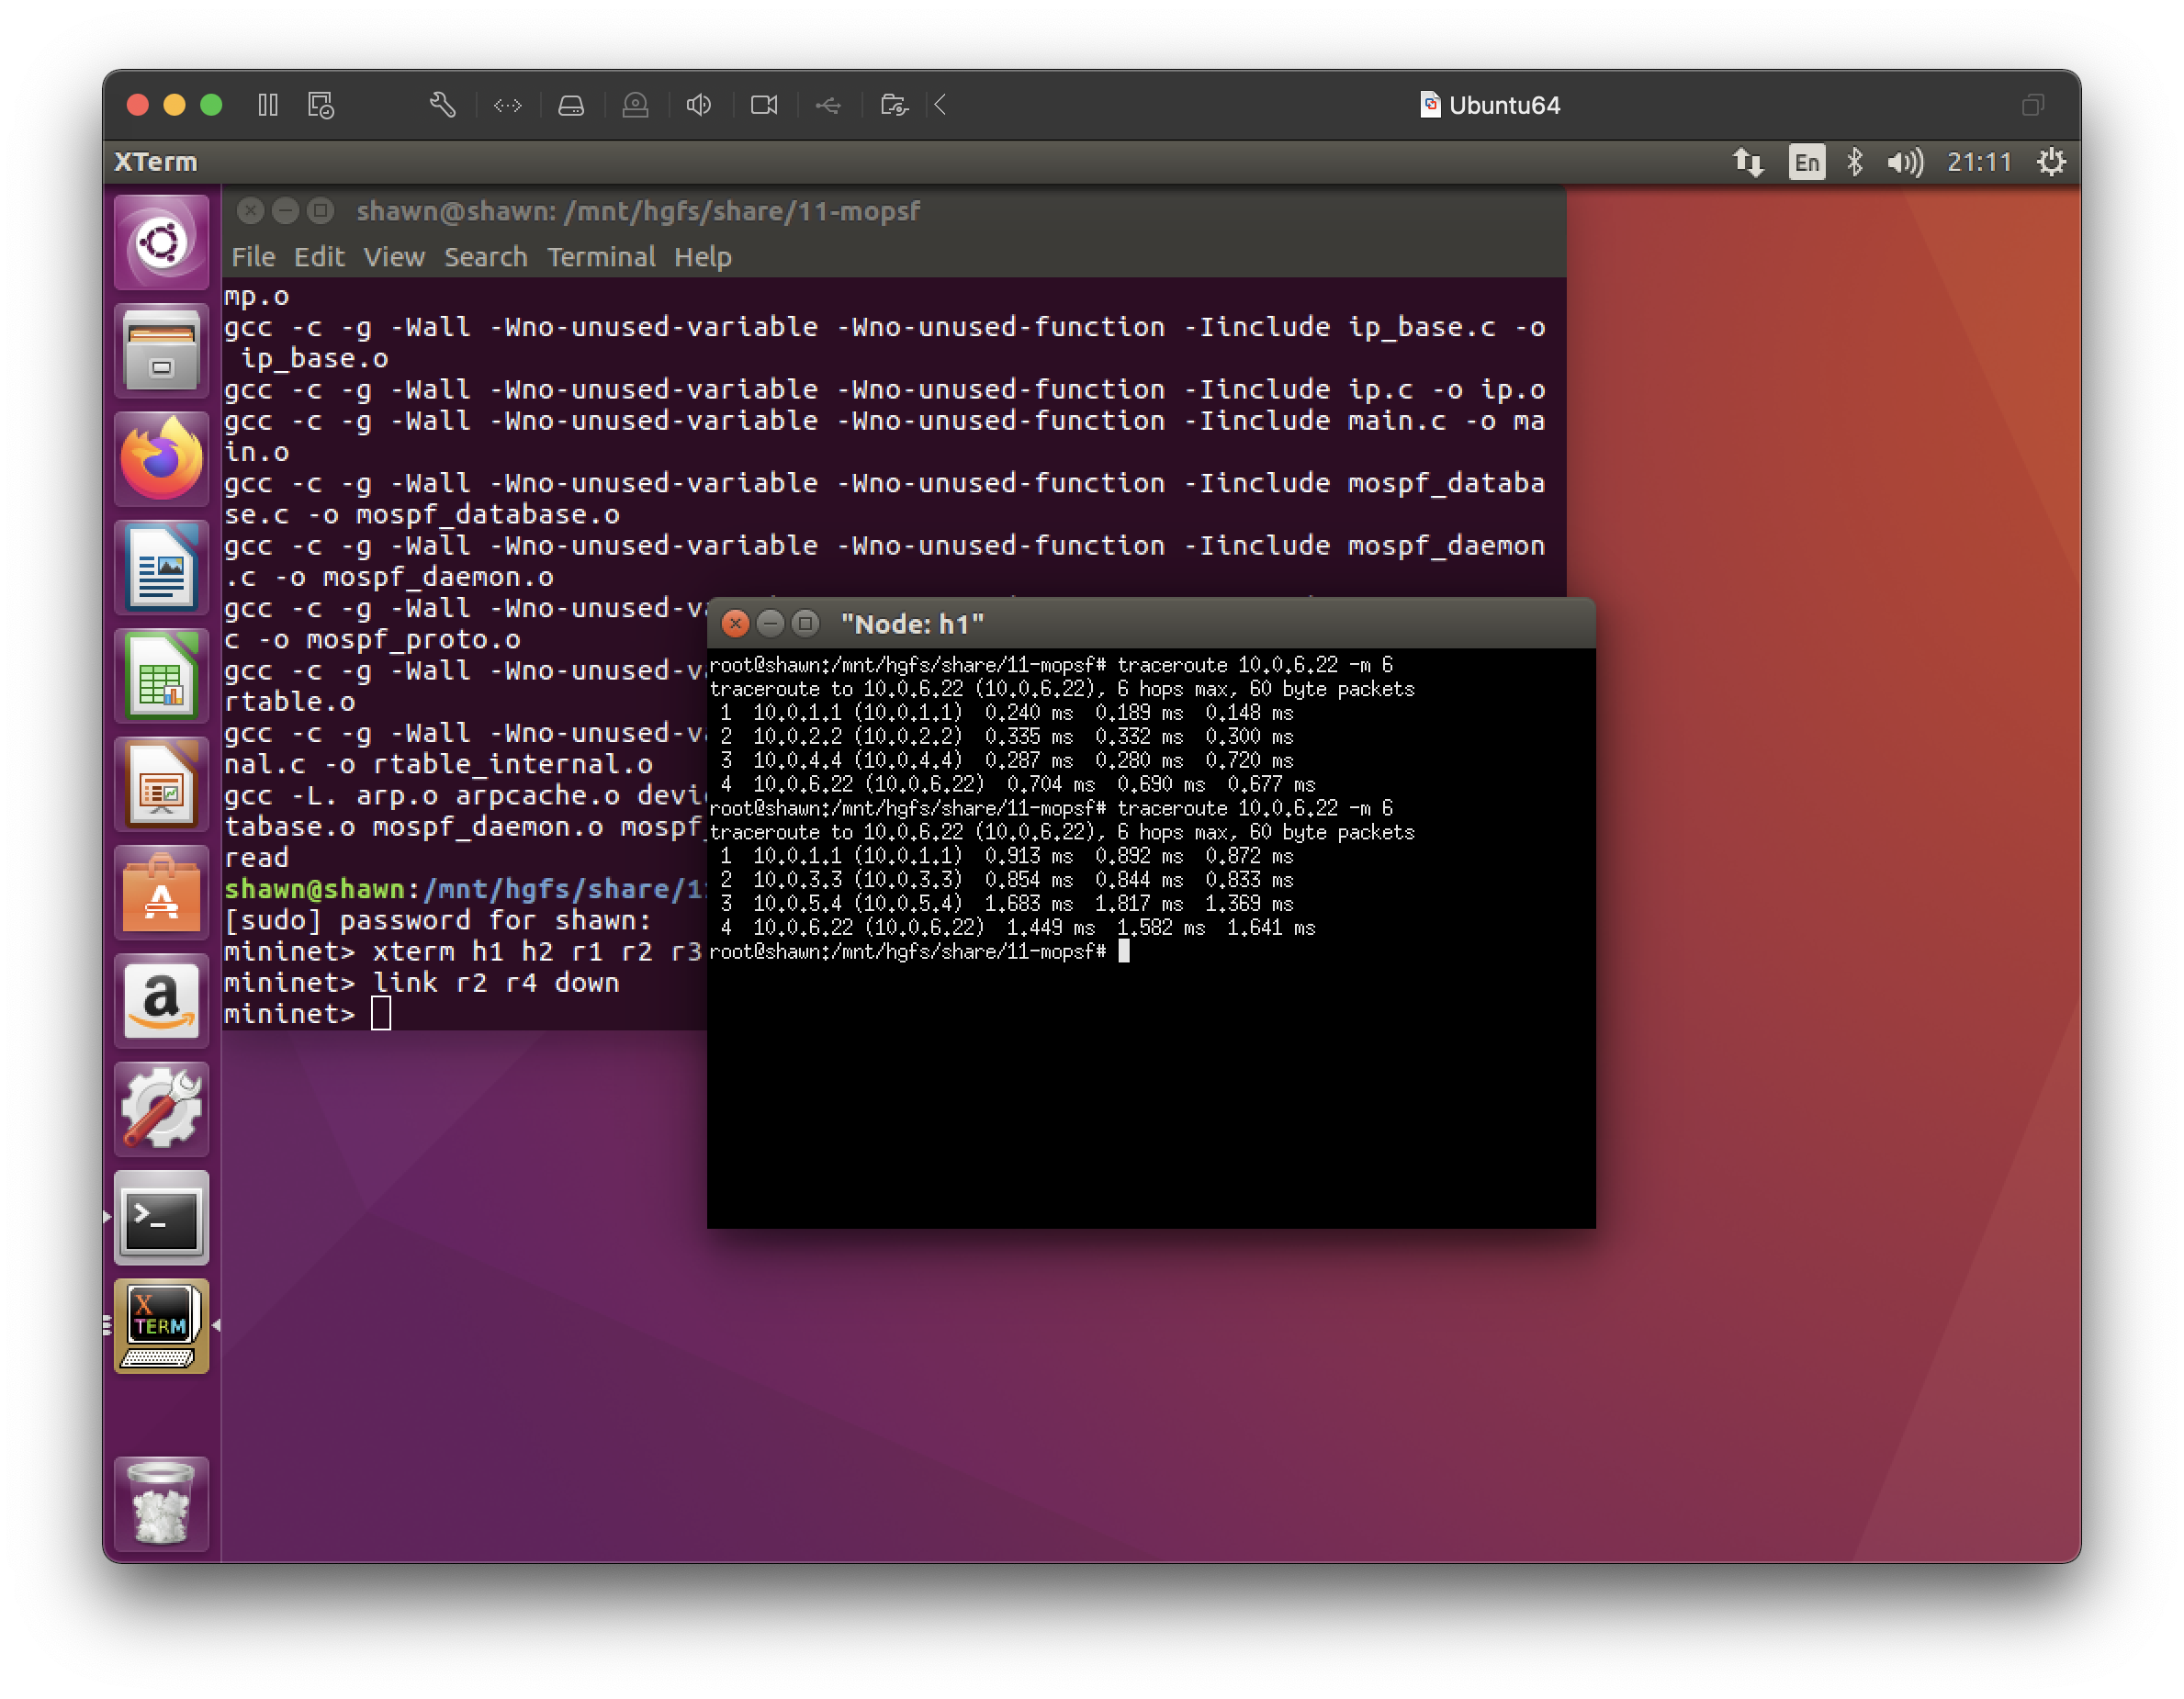 Ubuntu64
XTerm
En
21:11
shawn@shawn: /mnt/hgfs/share/11-mopsf
File Edit View Search Terminal Help
mp.o
gcc -c -g -Wall -Wno-unused-variable -Wno-unused-function -Iinclude ip_base.c -o
ip_base.o
gcc -c -g -Wall -Wno-unused-variable -Wno-unused-function -Iinclude ip.c -o ip.o
gcc -c -g -Wall -Wno-unused-variable -Wno-unused-function -Iinclude main.c -o ma
in.o
gcc -c -g -Wall -Wno-unused-variable -Wno-unused-function -Iinclude mospf_databa
se.c -o mospf_database.o
gcc -c -g -Wall -Wno-unused-variable -Wno-unused-function -Iinclude mospf_daemon
.c -o mospf_daemon.o
gcc -c -g -Wall -Wno-unused-va
c -o mospf_proto.o
gcc -c -g -Wall -Wno-unused-va
rtable.o
gcc -c -g -Wall -Wno-unused-va
nal.c -o rtable_internal.o
gcc -L. arp.o arpcache.o devic
tabase.o mospf_daemon.o mospf_
read
shawn@shawn:/mnt/hgfs/share/11
[sudo] password for shawn:
mininet> xterm h1 h2 r1 r2 r3
mininet> link r2 r4 down
mininet>
"Node: h1"
root@shawn:/mnt/hgfs/share/11-mopsf# traceroute 10.0.6.22 -m 6
traceroute to 10.0.6.22 (10.0.6.22), 6 hops max, 60 byte packets
1 10.0.1.1 (10.0.1.1) 0.240 ms 0.189 ms 0.148 ms
2 10.0.2.2 (10.0.2.2) 0.335 ms 0.332 ms 0.300 ms
3 10.0.4.4 (10.0.4.4) 0.287 ms 0.280 ms 0.720 ms
4 10.0.6.22 (10.0.6.22) 0.704 ms 0.690 ms 0.677 ms
root@shawn:/mnt/hgfs/share/11-mopsf# traceroute 10.0.6.22 -m 6
traceroute to 10.0.6.22 (10.0.6.22), 6 hops max, 60 byte packets
1 10.0.1.1 (10.0.1.1) 0.913 ms 0.892 ms 0.872 ms
2 10.0.3.3 (10.0.3.3) 0.854 ms 0.844 ms 0.833 ms
3 10.0.5.4 (10.0.5.4) 1.683 ms 1.817 ms 1.369 ms
4 10.0.6.22 (10.0.6.22) 1.449 ms 1.582 ms 1.641 ms
root@shawn:/mnt/hgfs/share/11-mopsf#
X
TERM